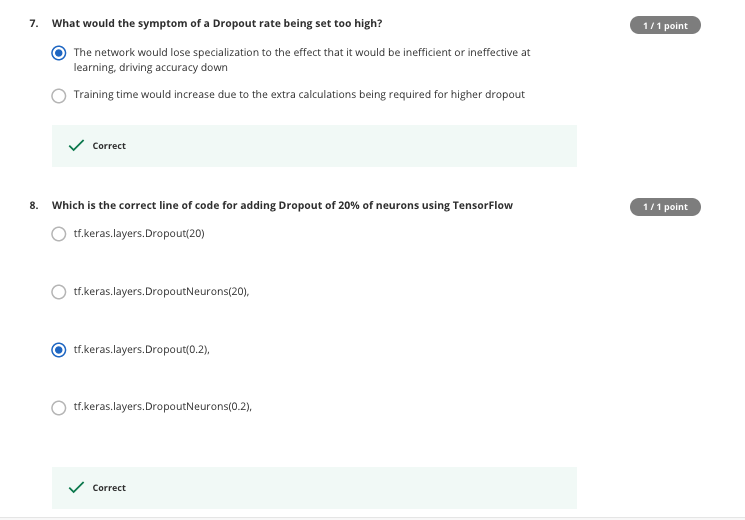 7. What would the symptom of a Dropout rate being set too high?
1 / 1 point
The network would lose specialization to the effect that it would be inefficient or ineffective at
learning, driving accuracy down
Training time would increase due to the extra calculations being required for higher dropout
Correct
8. Which is the correct line of code for adding Dropout of 20% of neurons using TensorFlow
1 / 1 point
tf.keras.layers.Dropout(20)
tf.keras.layers.DropoutNeurons(20),
tf.keras.layers.Dropout(0.2),
tf.keras.layers.DropoutNeurons(0.2),
Correct